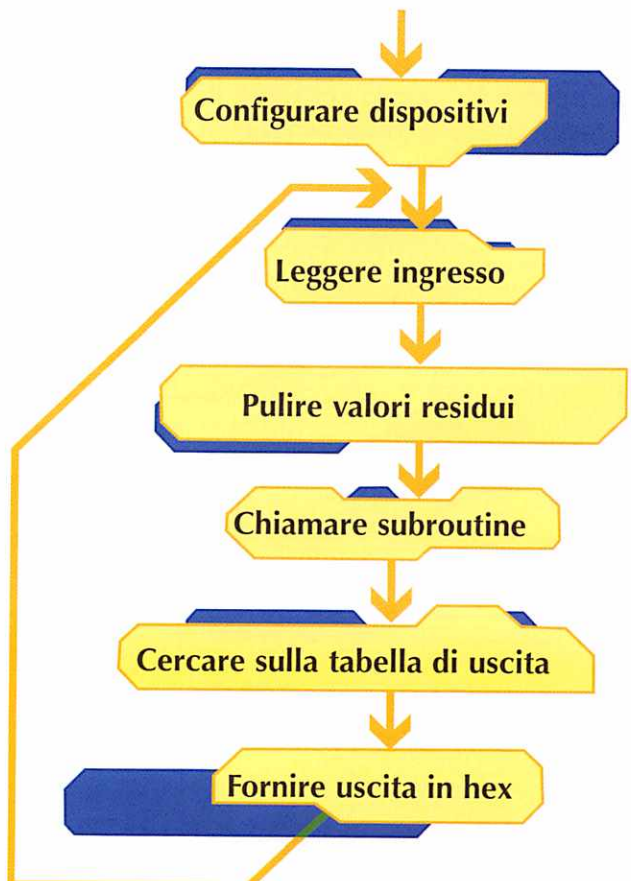 Configurare dispositivi
Leggere ingresso
Pulire valori residui
Chiamare subroutine
Cercare sulla tabella di uscita
Fornire uscita in hex